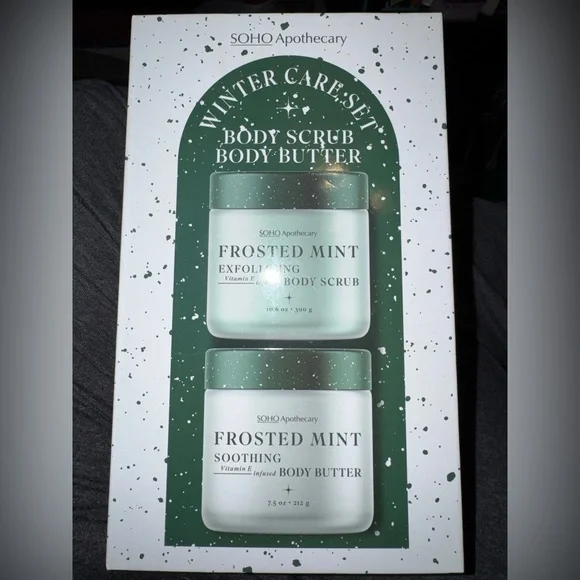 SOHO Apothecary
WINTER CARE SET
BODY SCRUB
BODY BUTTER
SOHO Apothecary
FROSTED MINT
EXFOLIATING
Vitamin E
BODY SCRUB
10.6 oz • 300 g
SOHO Apothecary
FROSTED MINT
SOOTHING
Vitamin E infused BODY BUTTER
7.5 oz • 212 g